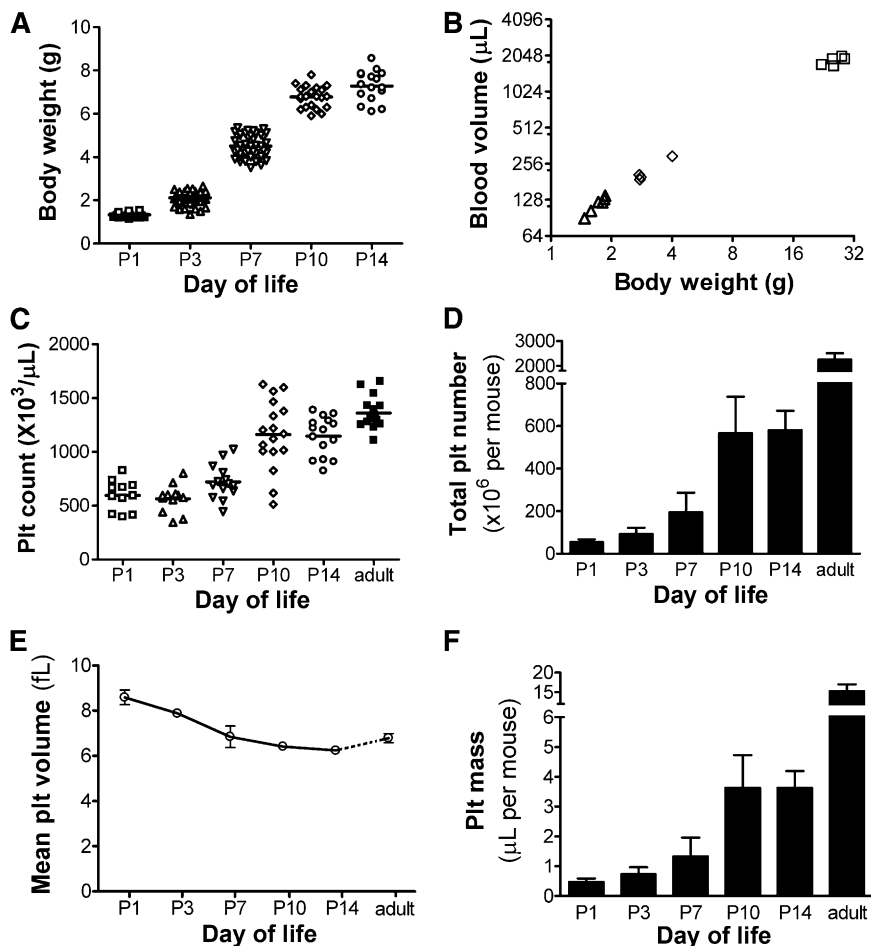 A
Body weight (g)
10
8
6
4
2
0
P1 P3 P7 P10 P14
Day of life
B
Blood volume (μL)
4096
2048
1024
512
256
128
64
1 2 4 8 16 32
Body weight (g)
C
Plt count (X10³/μL)
2000
1500
1000
500
0
P1 P3 P7 P10 P14 adult
Day of life
D
Total plt number
(x10⁶ per mouse)
3000
2000
800
600
400
200
0
P1 P3 P7 P10 P14 adult
Day of life
E
Mean plt volume (fL)
10
8
6
4
2
0
P1 P3 P7 P10 P14 adult
Day of life
F
Plt mass
(μL per mouse)
20
15
6
5
4
3
2
1
0
P1 P3 P7 P10 P14 adult
Day of life